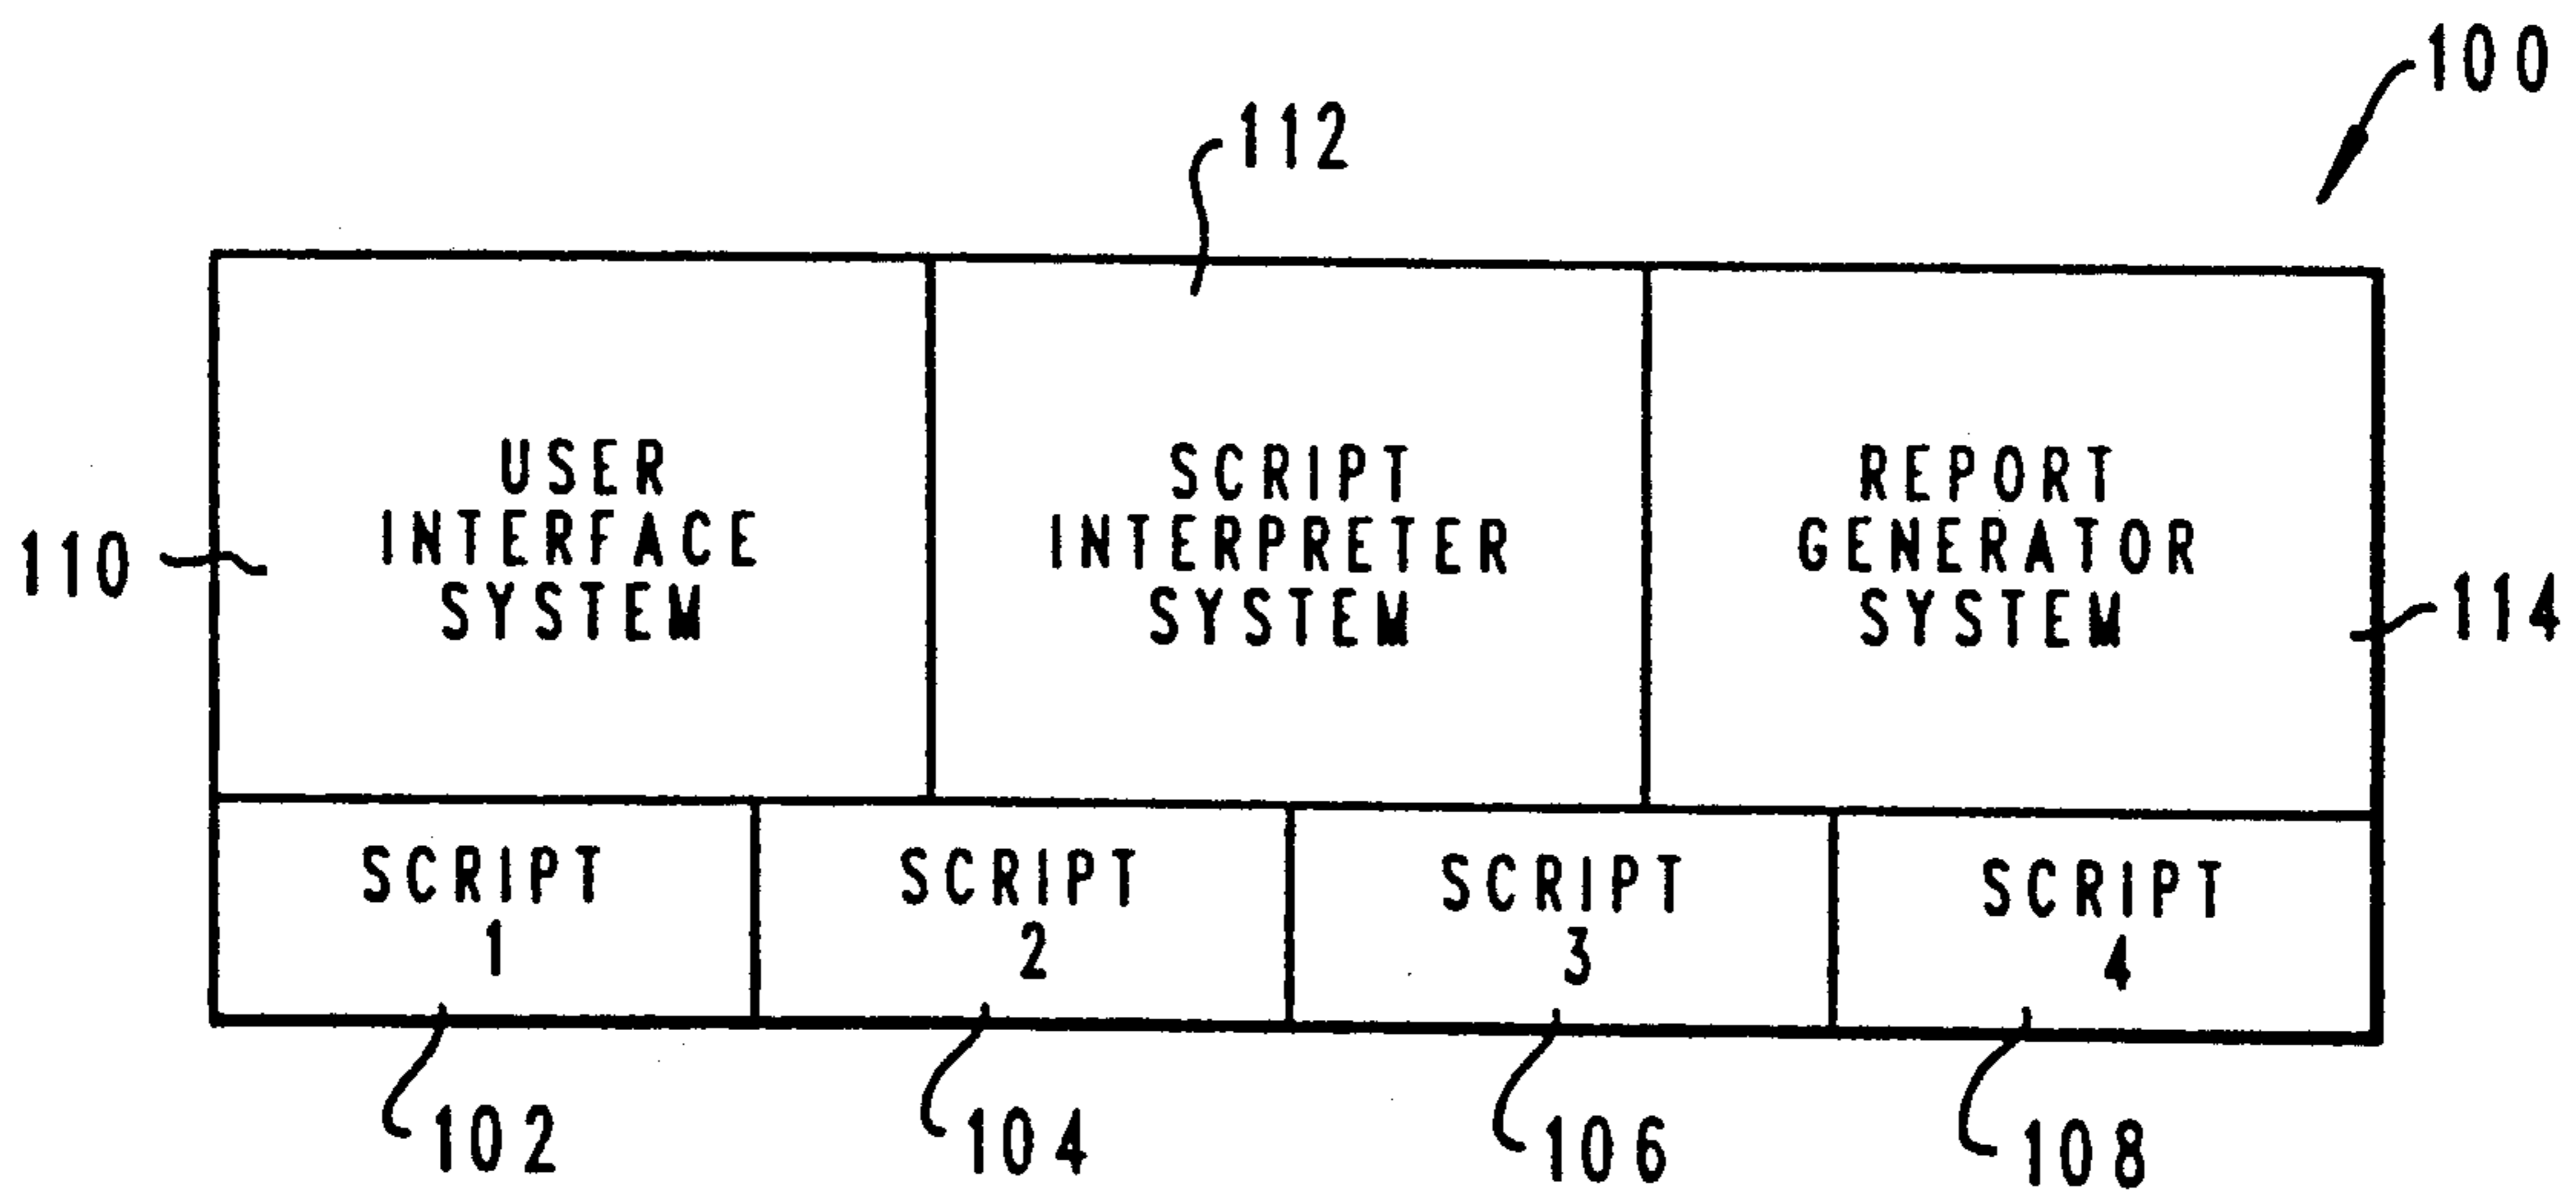 100
112
USER
INTERFACE
SYSTEM
SCRIPT
INTERPRETER
SYSTEM
REPORT
GENERATOR
SYSTEM
110
114
SCRIPT
1
SCRIPT
2
SCRIPT
3
SCRIPT
4
102
104
106
108